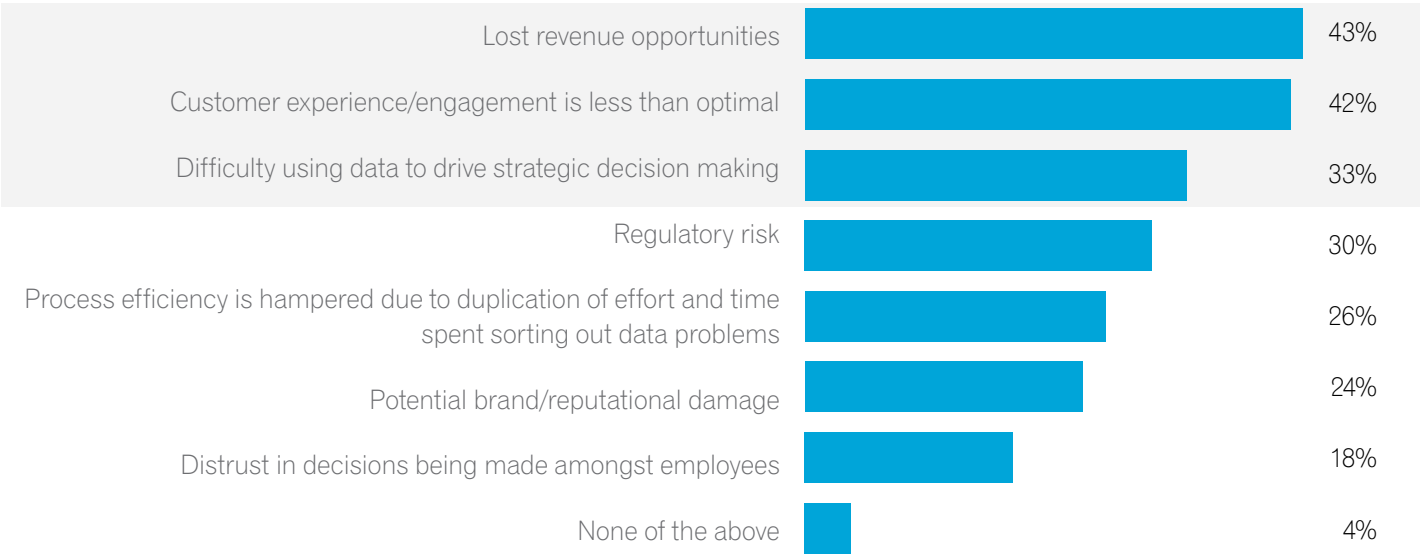 Lost revenue opportunities 43%
Customer experience/engagement is less than optimal 42%
Difficulty using data to drive strategic decision making 33%
Regulatory risk 30%
Process efficiency is hampered due to duplication of effort and time
spent sorting out data problems 26%
Potential brand/reputational damage 24%
Distrust in decisions being made amongst employees 18%
None of the above 4%